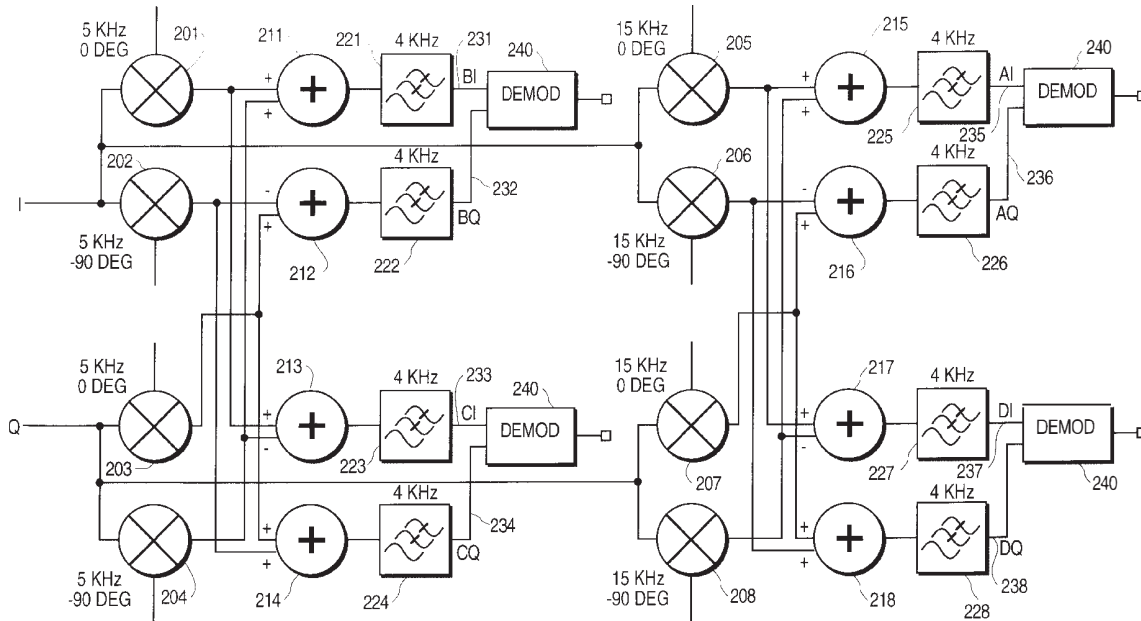 5 KHz
0 DEG
201
211
221
4 KHz
231
BI
240
DEMOD
202
4 KHz
232
BQ
I
5 KHz
-90 DEG
212
222
+
+
-
+
15 KHz
0 DEG
205
215
4 KHz
AI
240
DEMOD
225
235
206
4 KHz
236
AQ
15 KHz
-90 DEG
216
226
+
+
-
+
5 KHz
0 DEG
213
4 KHz
233
CI
240
DEMOD
Q
203
223
4 KHz
234
CQ
5 KHz
-90 DEG
204
214
224
+
-
+
+
15 KHz
0 DEG
217
4 KHz
DI
DEMOD
207
227
237
240
4 KHz
DQ
15 KHz
-90 DEG
208
218
228
238
+
-
+
+